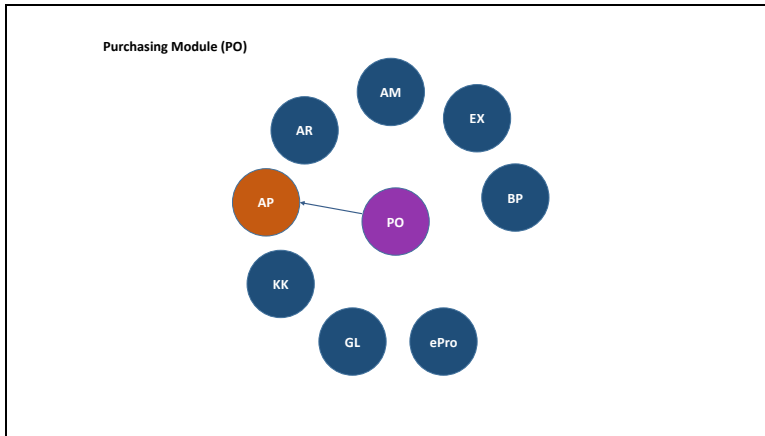 Purchasing Module (PO)
AM
EX
AR
BP
AP
PO
KK
GL
ePro